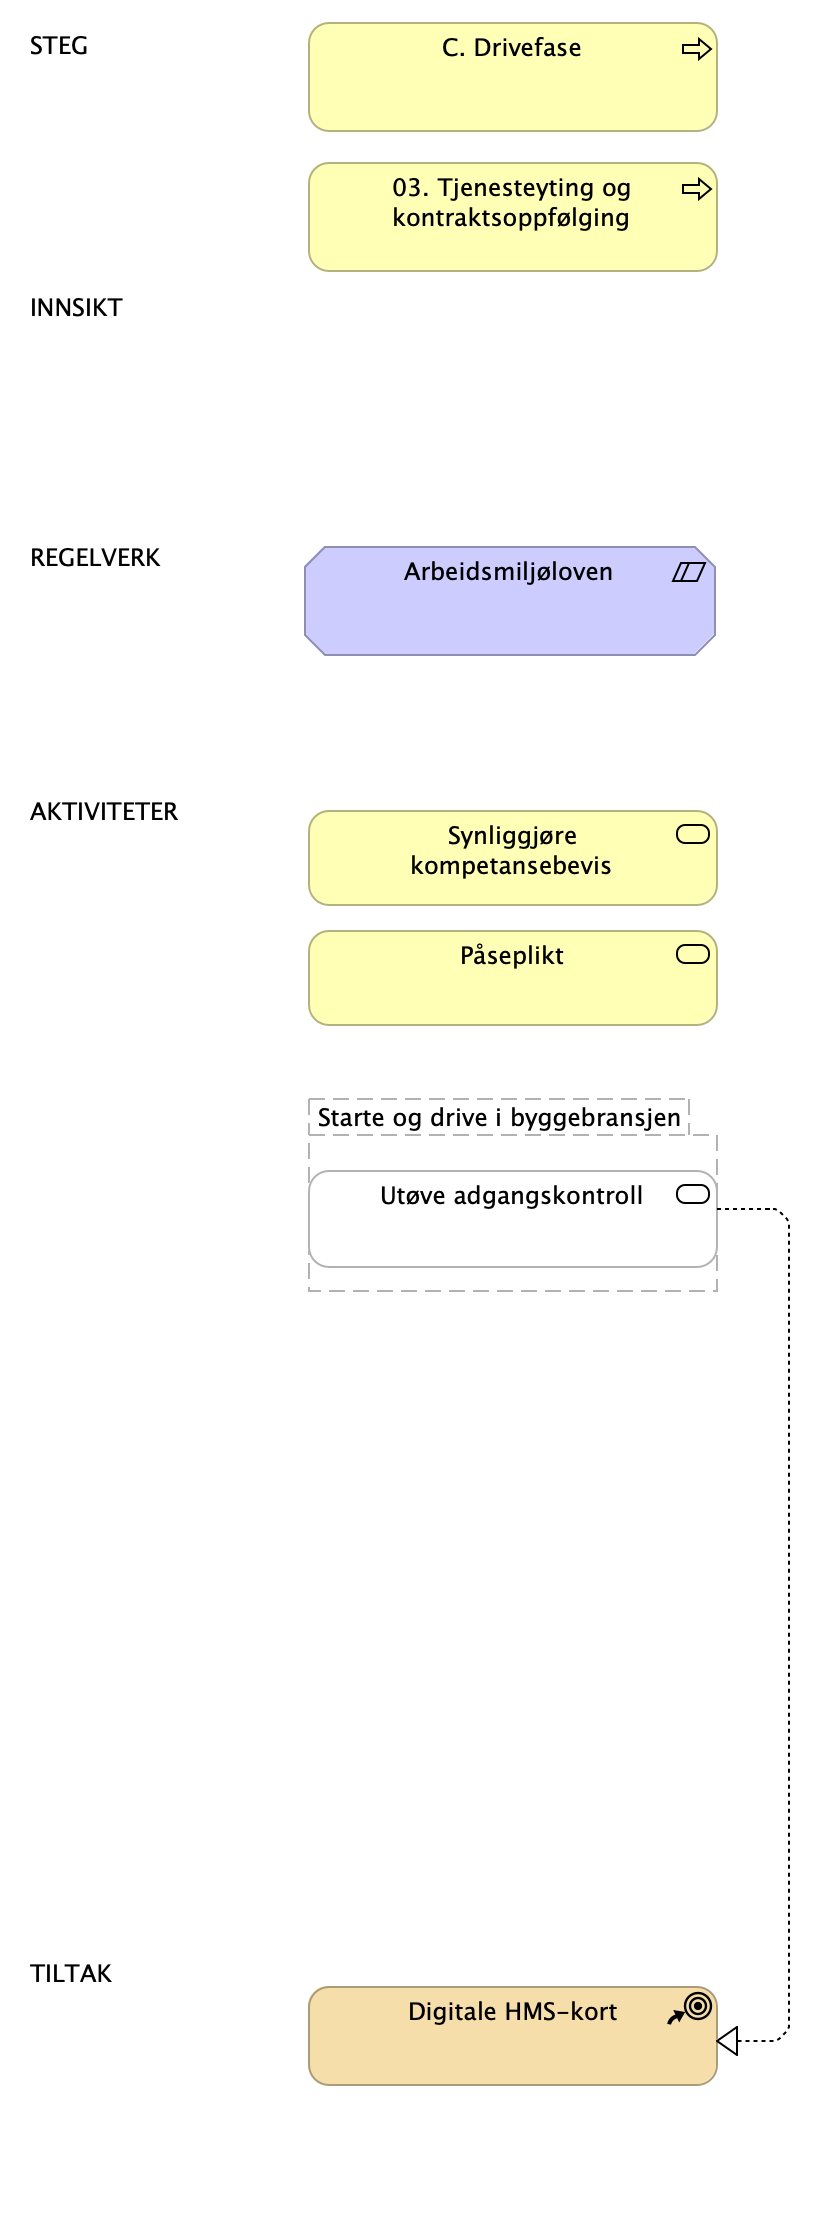 STEG
C. Drivefase
03. Tjenesteyting og
kontraktsoppfølging
INNSIKT
REGELVERK
Arbeidsmiljøloven
AKTIVITETER
Synliggjøre
kompetansebevis
Påseplikt
Starte og drive i byggebransjen
Utøve adgangskontroll
TILTAK
Digitale HMS-kort